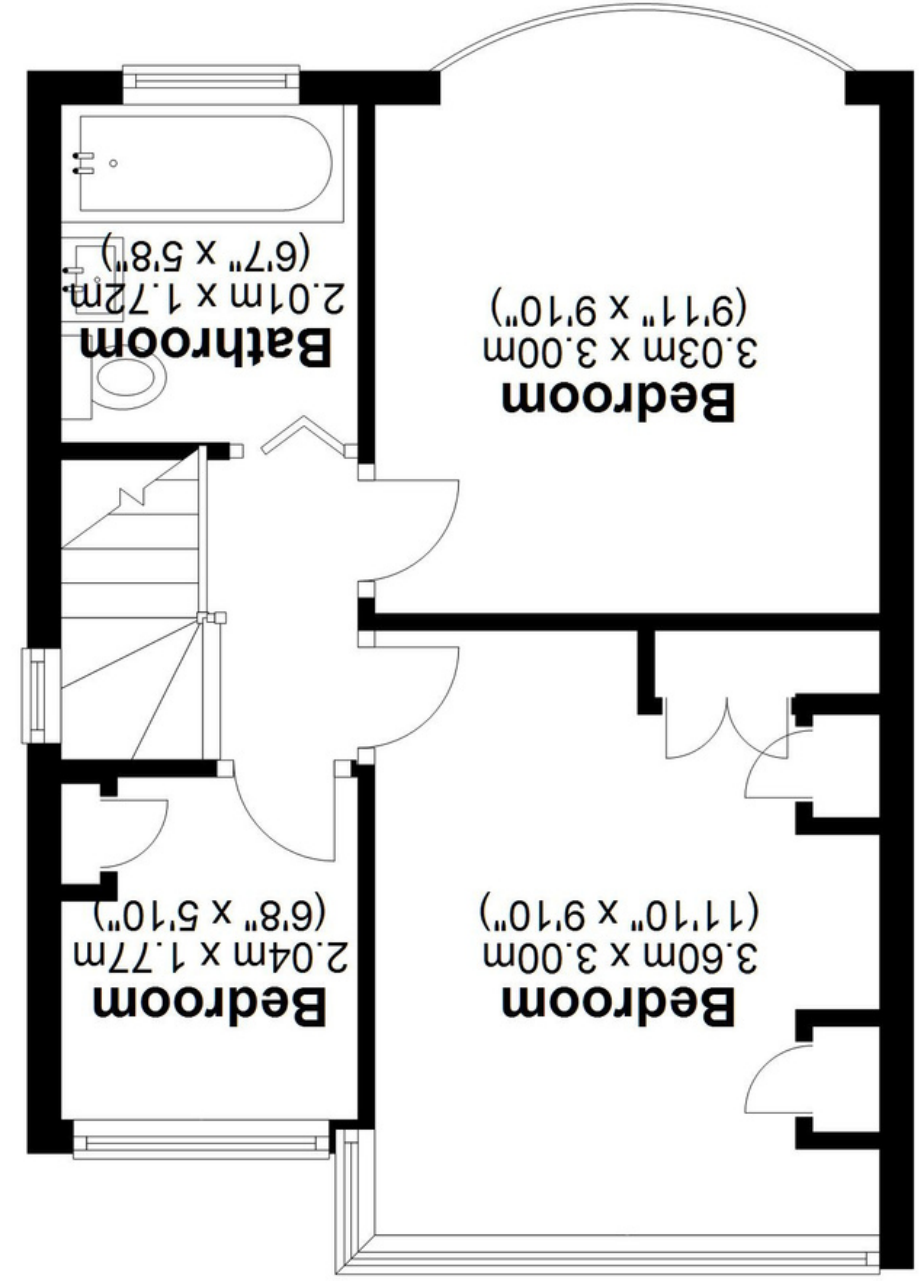 Bedroom
2.04m x 1.77m
(6'8" x 5'10")
Bedroom
3.60m x 3.00m
(11'10" x 9'10")
Bathroom
2.01m x 1.72m
(6'7" x 5'8")
Bedroom
3.03m x 3.00m
(9'11" x 9'10")